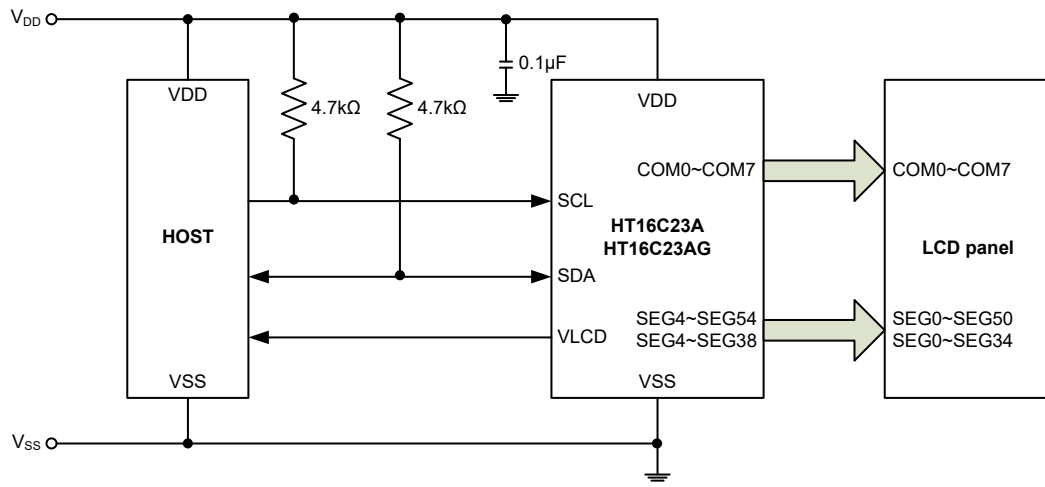 VDD
VDD
4.7kΩ
4.7kΩ
0.1µF
VDD
COM0~COM7
COM0~COM7
SCL
HOST
HT16C23A
HT16C23AG
LCD panel
SDA
SEG4~SEG54
SEG0~SEG50
VLCD
SEG4~SEG38
SEG0~SEG34
VSS
VSS
VSS